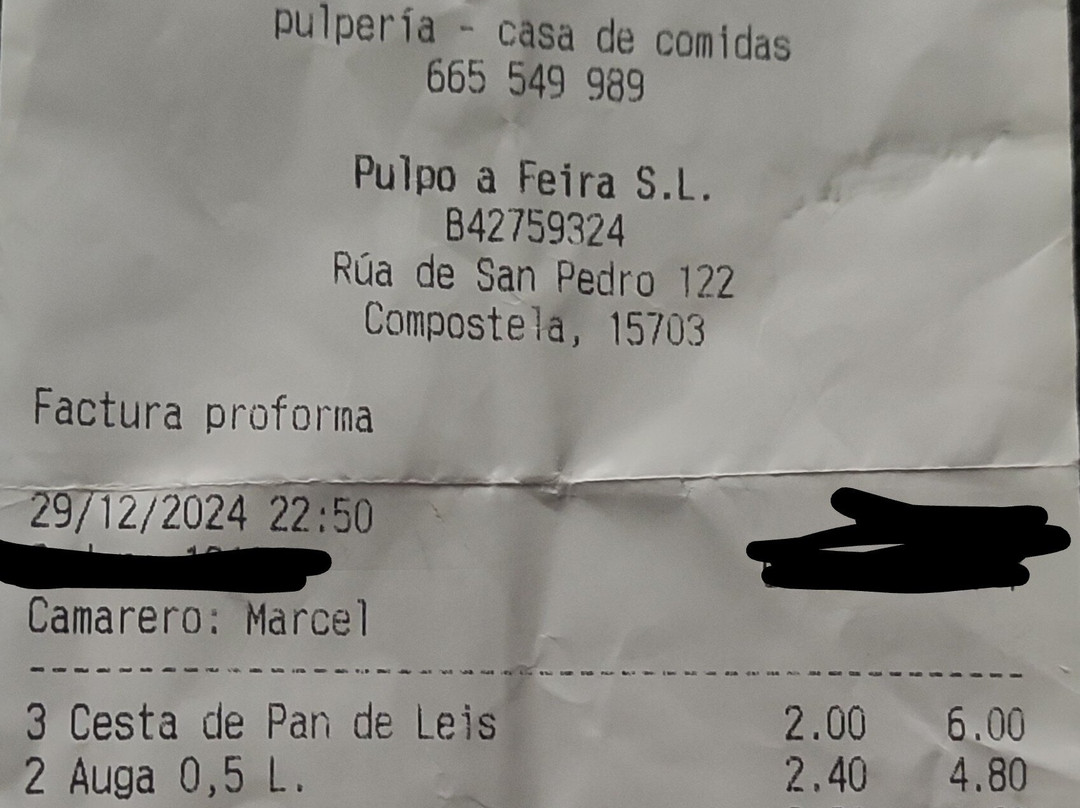 pulpería - casa de comidas
665 549 989
Pulpo a Feira S.L.
B42759324
Rúa de San Pedro 122
Compostela, 15703
Factura proforma
29/12/2024 22:50
Camarero: Marcel
3 Cesta de Pan de Leis 2.00 6.00
2 Auga 0,5 L. 2.40 4.80